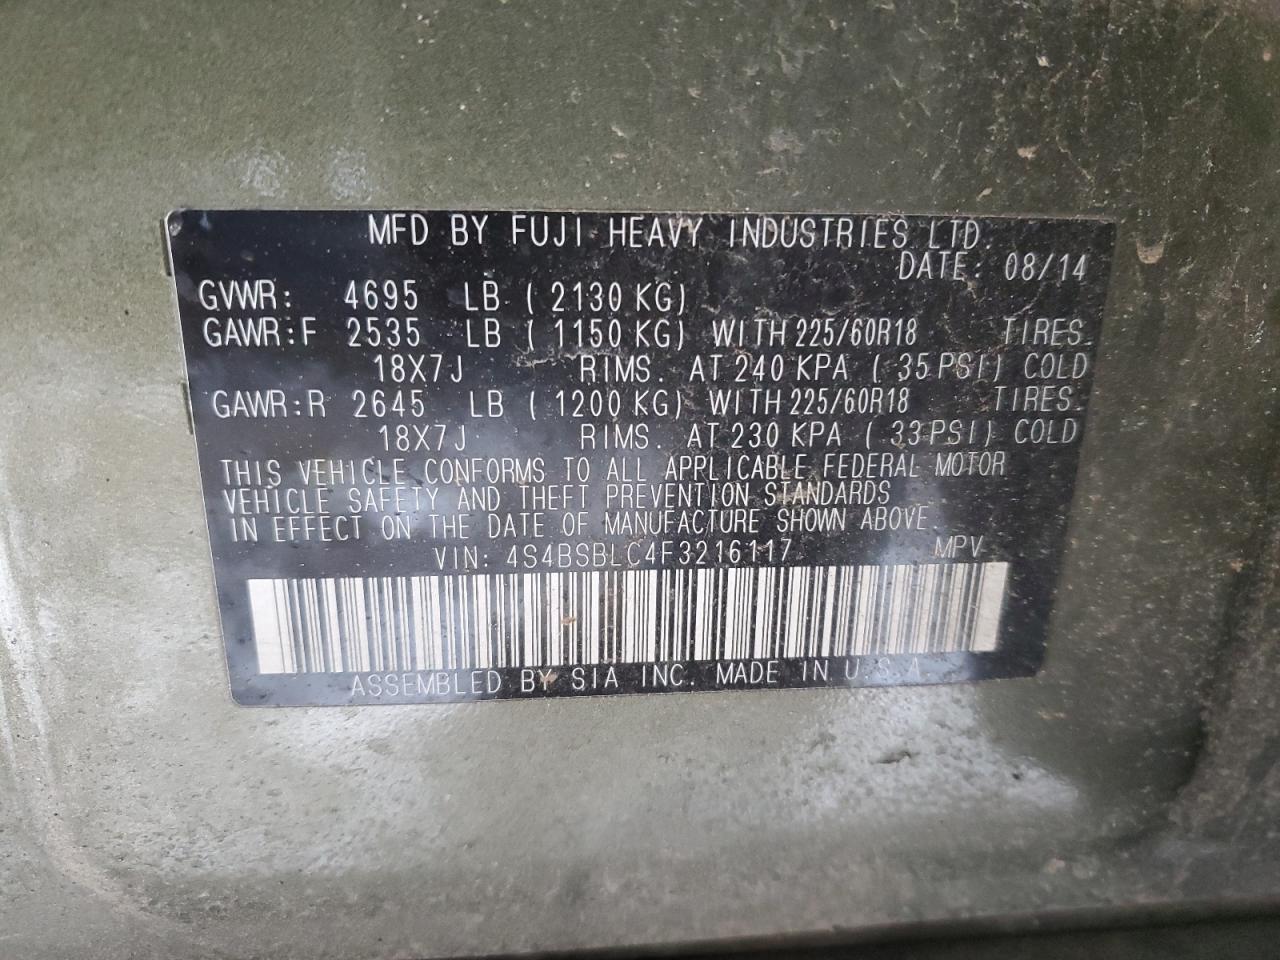 MFD BY FUJI HEAVY INDUSTRIES LTD.
DATE: 08/14
GVWR: 4695 LB (2130 KG)
GAWR:F 2535 LB (1150 KG) WITH 225/60R18 TIRES.
18X7J RIMS. AT 240 KPA (35 PSI) COLD
GAWR:R 2645 LB (1200 KG) WITH 225/60R18 TIRES.
18X7J RIMS. AT 230 KPA (33 PSI) COLD
THIS VEHICLE CONFORMS TO ALL APPLICABLE FEDERAL MOTOR
VEHICLE SAFETY AND THEFT PREVENTION STANDARDS
IN EFFECT ON THE DATE OF MANUFACTURE SHOWN ABOVE.
VIN: 4S4BSBLC4F3216117 MPV
ASSEMBLED BY SIA INC. MADE IN U.S.A.